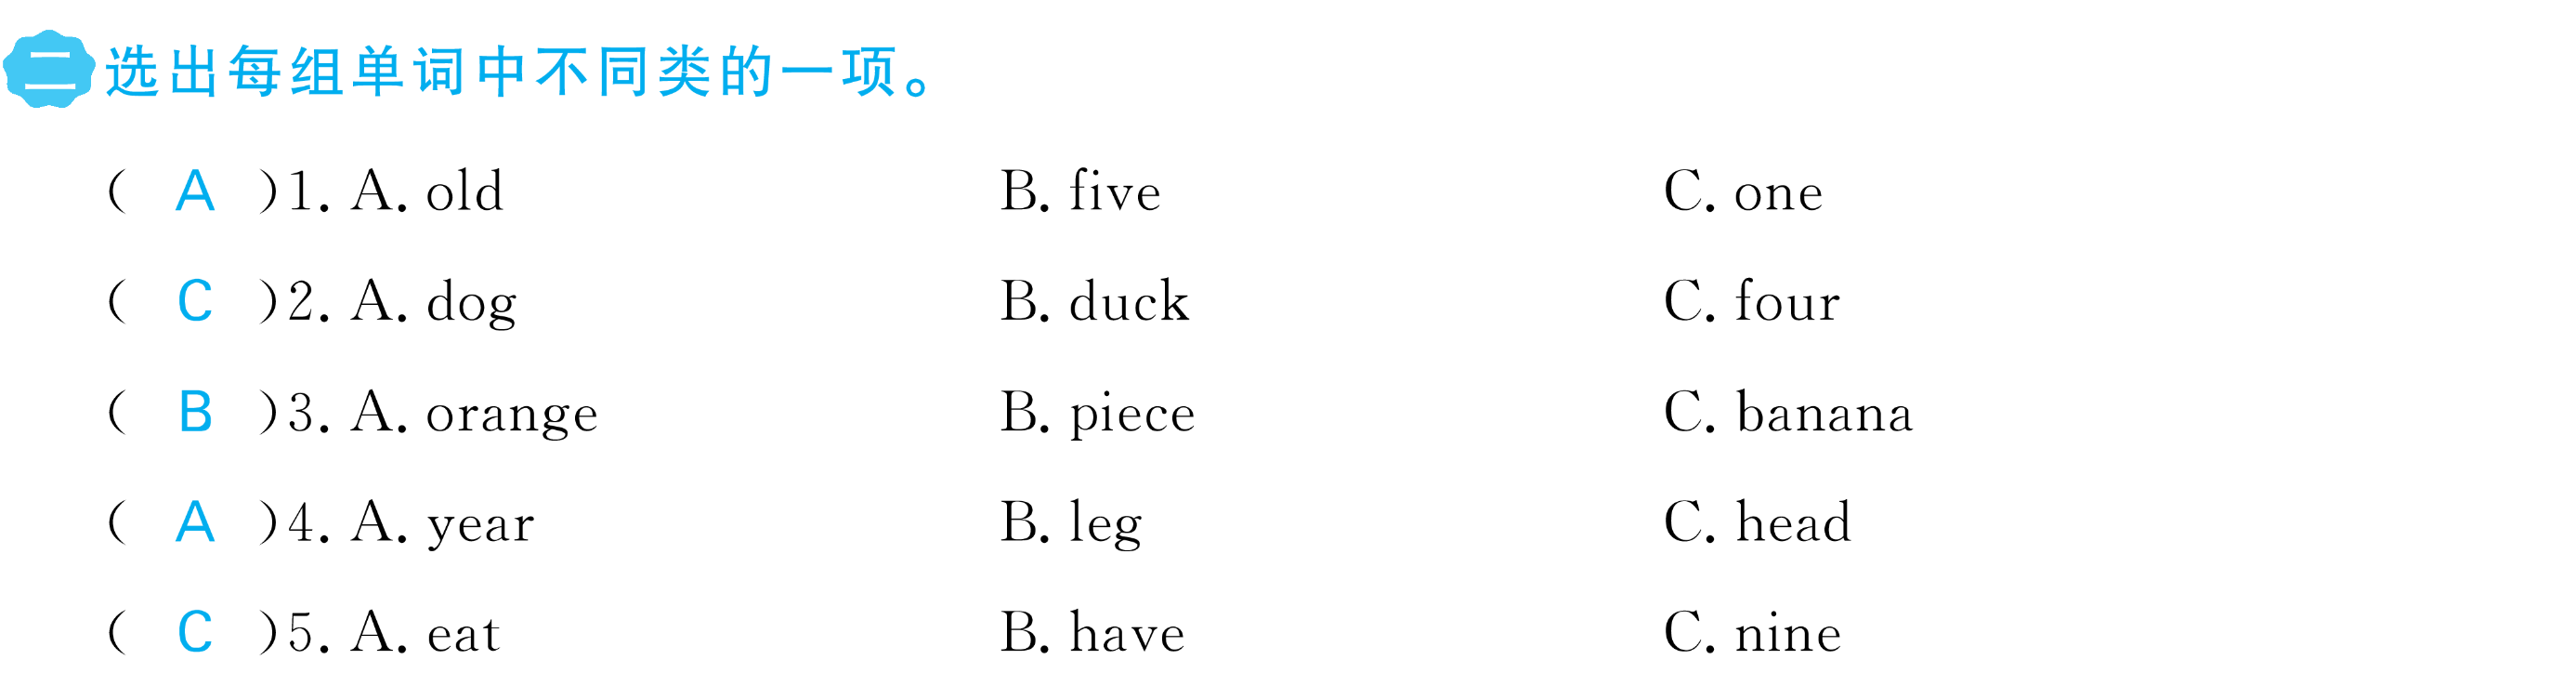 二 选出每组单词中不同类的一项。
( A )1. A. old B. five C. one
( C )2. A. dog B. duck C. four
( B )3. A. orange B. piece C. banana
( A )4. A. year B. leg C. head
( C )5. A. eat B. have C. nine